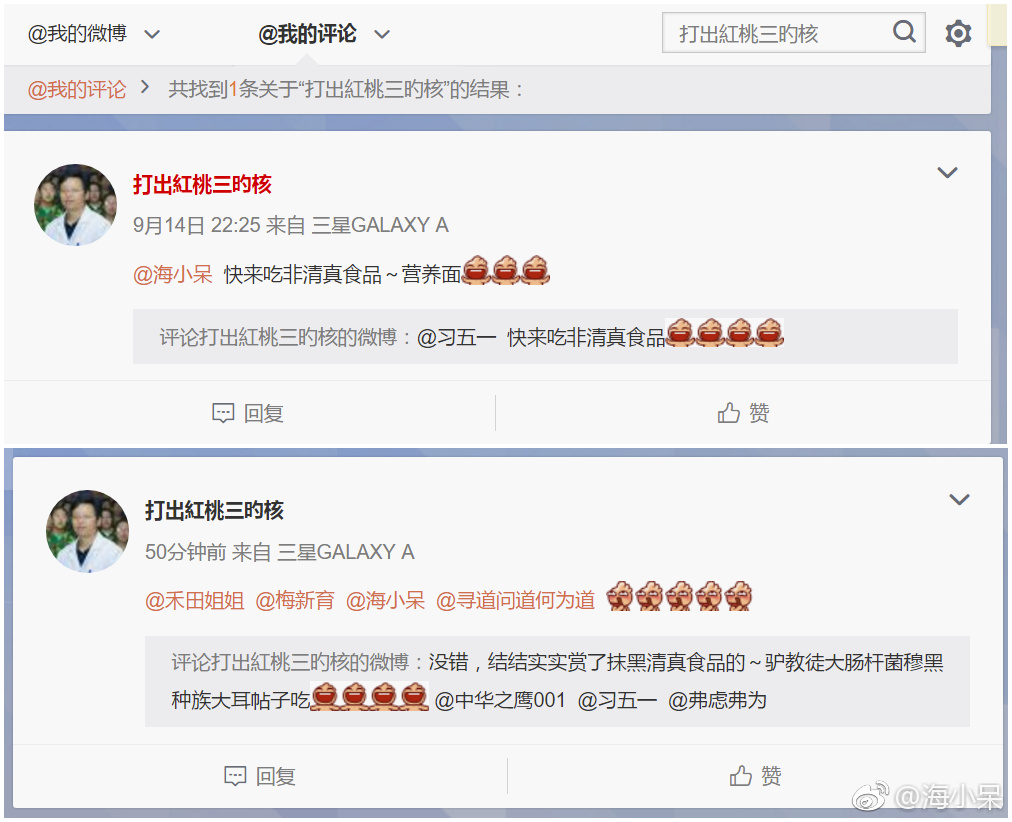 @我的微博 @我的评论 打出紅桃三旳核
@我的评论 > 共找到1条关于“打出紅桃三旳核”的结果：
打出紅桃三旳核
9月14日 22:25 来自 三星GALAXY A
@海小呆 快来吃非清真食品～营养面
评论打出紅桃三旳核的微博：@习五一 快来吃非清真食品
回复 赞
打出紅桃三旳核
50分钟前 来自 三星GALAXY A
@禾田姐姐 @梅新育 @海小呆 @寻道问道何为道
评论打出紅桃三旳核的微博：没错，结结实实赏了抹黑清真食品的～驴教徒大肠杆菌穆黑
种族大耳帖子吃 @中华之鹰001 @习五一 @弗虑弗为
回复 赞
@海小呆